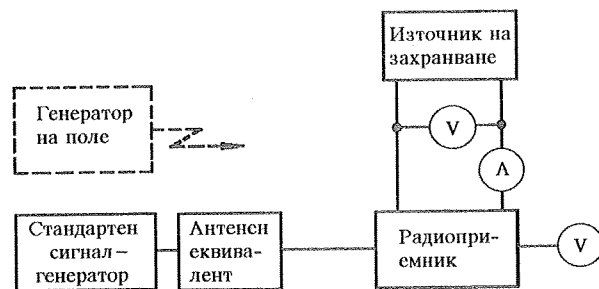 Източник на
захранване
Генератор
на поле
V
А
Стандартен
сигнал–
генератор
Антенен
еквива-
лент
Радиопри-
емник
V